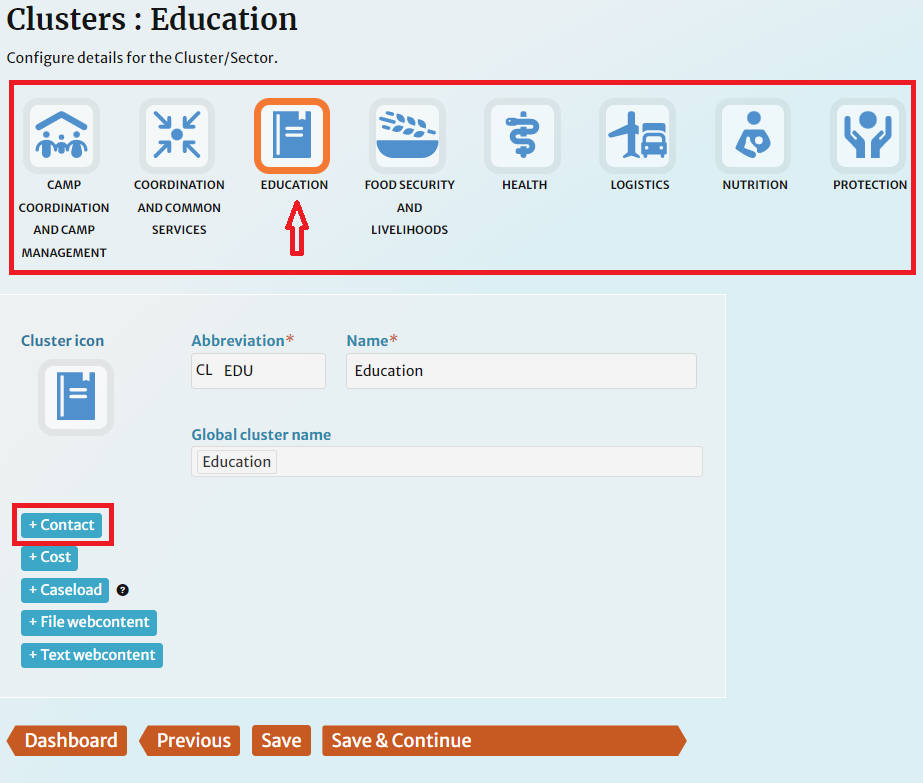 Clusters : Education
Configure details for the Cluster/Sector.
CAMP
COORDINATION
AND CAMP
MANAGEMENT
COORDINATION
AND COMMON
SERVICES
EDUCATION
FOOD SECURITY
AND
LIVELIHOODS
HEALTH
LOGISTICS
NUTRITION
PROTECTION
Cluster icon
Abbreviation*
Name*
CL EDU
Education
Global cluster name
Education
+ Contact
+ Cost
+ Caseload ?
+ File webcontent
+ Text webcontent
Dashboard
Previous
Save
Save & Continue